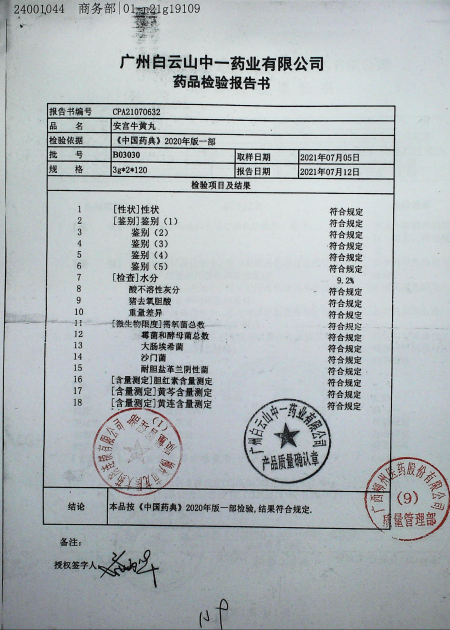 24001044 商务部|01-n21g19109
广州白云山中一药业有限公司
药品检验报告书
报告书编号 CPA21070632
品 名 安宫牛黄丸
检验依据 《中国药典》2020年版一部
批 号 B03030 取样日期 2021年07月05日
规 格 3g*2*120 报告日期 2021年07月12日
检验项目及结果
1 [性状]性状 符合规定
2 [鉴别]鉴别(1) 符合规定
3 鉴别(2) 符合规定
4 鉴别(3) 符合规定
5 鉴别(4) 符合规定
6 鉴别(5) 符合规定
7 [检查]水分 9.2%
8 酸不溶性灰分 符合规定
9 猪去氧胆酸 符合规定
10 重量差异 符合规定
11 [微生物限度]需氧菌总数 符合规定
12 霉菌和酵母菌总数 符合规定
13 大肠埃希菌 符合规定
14 沙门菌 符合规定
15 耐胆盐革兰阴性菌 符合规定
16 [含量测定]胆红素含量测定 符合规定
17 [含量测定]黄芩含量测定 符合规定
18 [含量测定]黄连含量测定 符合规定
广州白云山中一药业有限公司
产品质量确认章
广西柳州医药股份有限公司
(9)
质量管理部
结论 本品按《中国药典》2020年版一部检验,结果符合规定.
备注:
授权签字人: